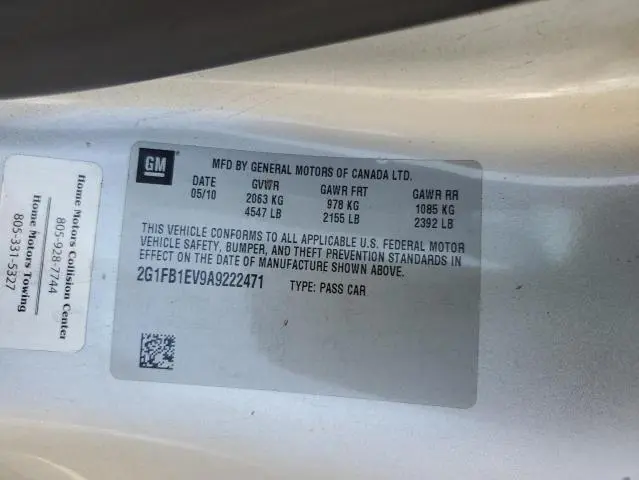 GM
MFD BY GENERAL MOTORS OF CANADA LTD.
DATE GVWR GAWR FRT GAWR RR
05/10 2063 KG 978 KG 1085 KG
4547 LB 2155 LB 2392 LB
THIS VEHICLE CONFORMS TO ALL APPLICABLE U.S. FEDERAL MOTOR
VEHICLE SAFETY, BUMPER, AND THEFT PREVENTION STANDARDS IN
EFFECT ON THE DATE OF MANUFACTURE SHOWN ABOVE.
2G1FB1EV9A9222471 TYPE: PASS CAR
Home Motors Collision Center
805-928-7744
Home Motors Towing
805-331-5327